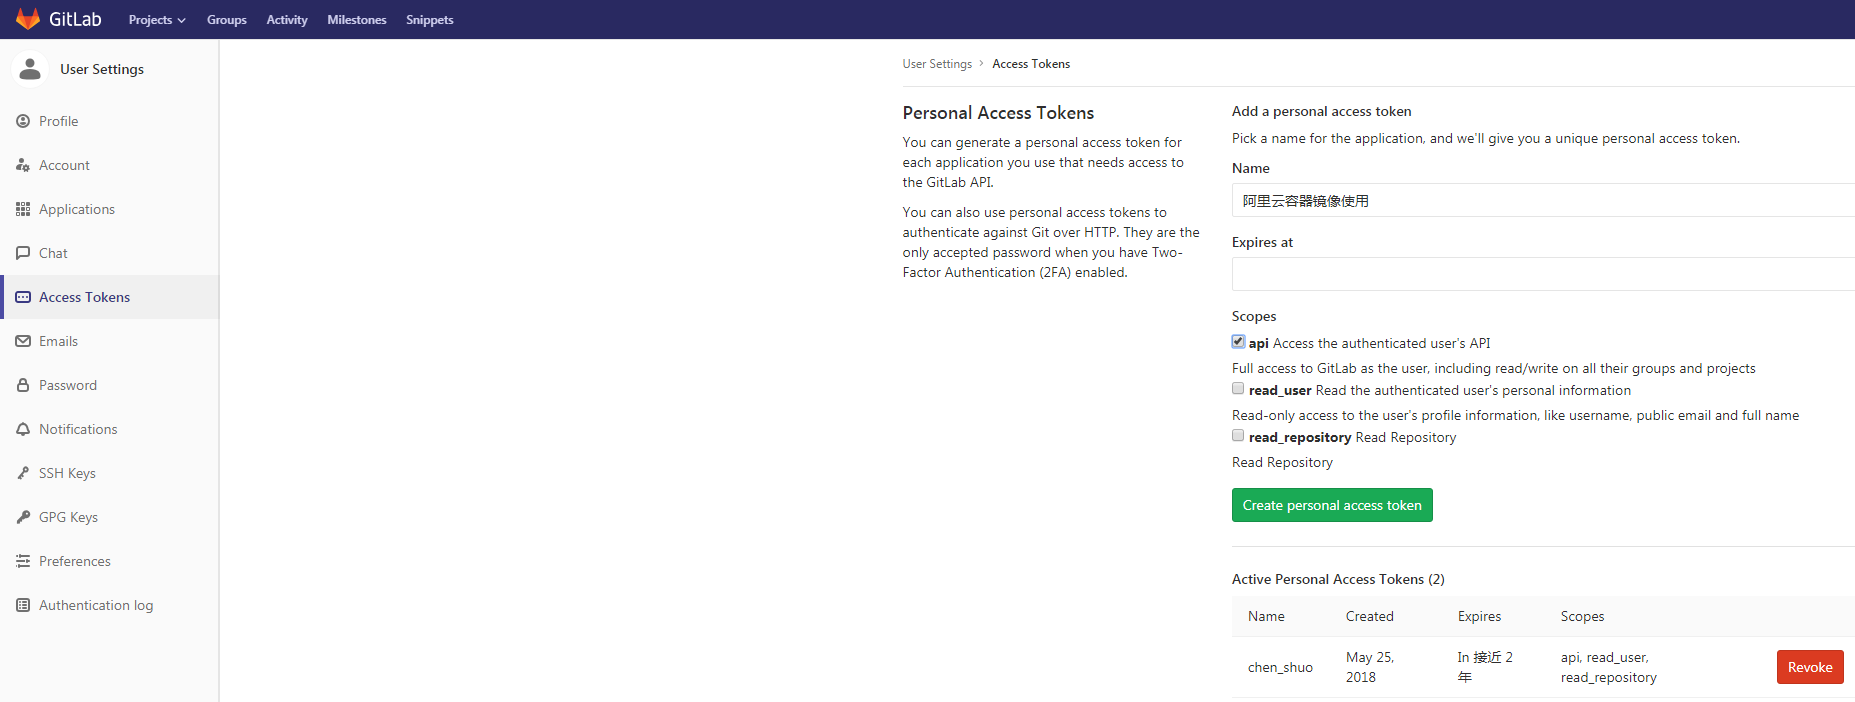 GitLab Projects Groups Activity Milestones Snippets
User Settings
Profile
Account
Applications
Chat
Access Tokens
Emails
Password
Notifications
SSH Keys
GPG Keys
Preferences
Authentication log
User Settings › Access Tokens
Personal Access Tokens
You can generate a personal access token for
each application you use that needs access to
the GitLab API.
You can also use personal access tokens to
authenticate against Git over HTTP. They are the
only accepted password when you have Two-
Factor Authentication (2FA) enabled.
Add a personal access token
Pick a name for the application, and we'll give you a unique personal access token.
Name
阿里云容器镜像使用
Expires at
Scopes
api Access the authenticated user's API
Full access to GitLab as the user, including read/write on all their groups and projects
read_user Read the authenticated user's personal information
Read-only access to the user's profile information, like username, public email and full name
read_repository Read Repository
Read Repository
Create personal access token
Active Personal Access Tokens (2)
Name Created Expires Scopes
chen_shuo
May 25,
2018
In 接近 2
年
api, read_user,
read_repository
Revoke